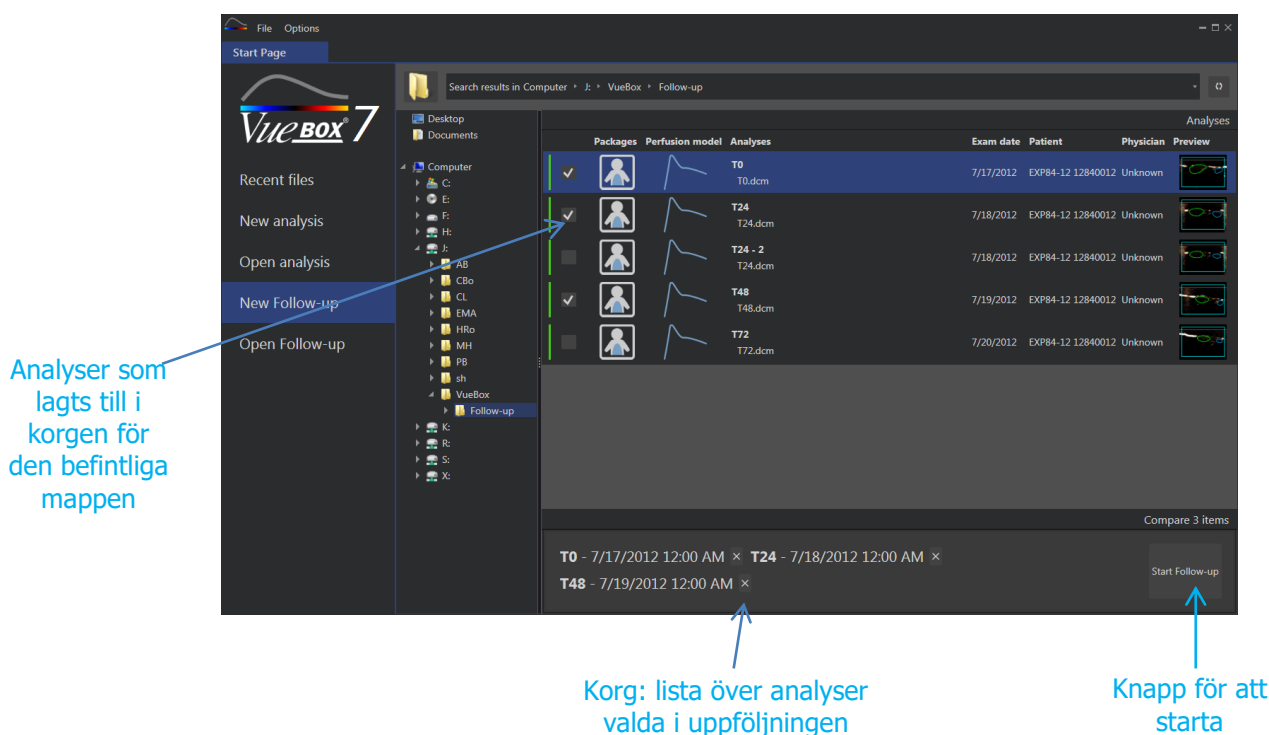 File Options
Start Page
VUEBOX® 7
Recent files
New analysis
Open analysis
New Follow-up
Open Follow-up
Search results in Computer J: VueBox Follow-up
Desktop
Documents
Computer
C:
E:
F:
H:
J:
AB
CBo
CL
EMA
HRo
MH
PB
sh
VueBox
Follow-up
K:
R:
S:
X:
Analyses
Packages Perfusion model Analyses Exam date Patient Physician Preview
T0
T0.dcm
7/17/2012 EXP84-12 12840012 Unknown
T24
T24.dcm
7/18/2012 EXP84-12 12840012 Unknown
T24 - 2
T24.dcm
7/18/2012 EXP84-12 12840012 Unknown
T48
T48.dcm
7/19/2012 EXP84-12 12840012 Unknown
T72
T72.dcm
7/20/2012 EXP84-12 12840012 Unknown
Compare 3 items
T0 - 7/17/2012 12:00 AM × T24 - 7/18/2012 12:00 AM ×
T48 - 7/19/2012 12:00 AM ×
Start Follow-up
Analyser som
lagts till i
korgen för
den befintliga
mappen
Korg: lista över analyser
valda i uppföljningen
Knapp för att
starta